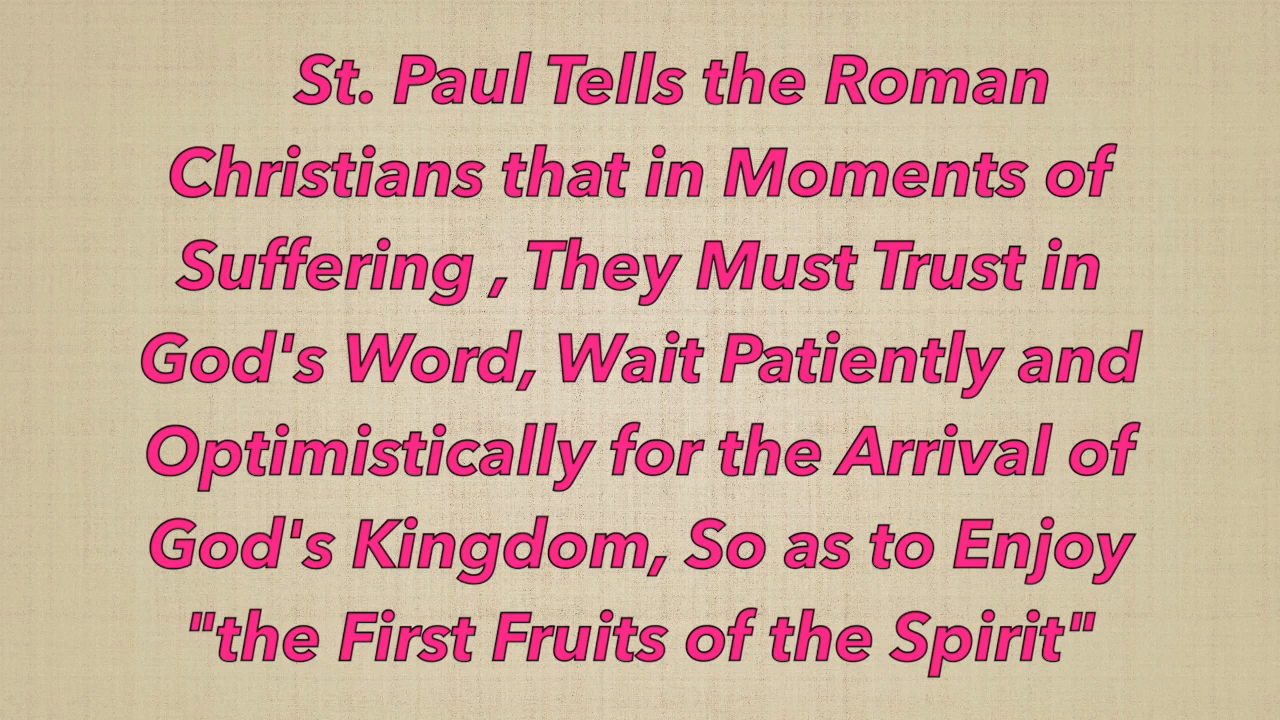 St. Paul Tells the Roman
Christians that in Moments of
Suffering , They Must Trust in
God's Word, Wait Patiently and
Optimistically for the Arrival of
God's Kingdom, So as to Enjoy
"the First Fruits of the Spirit"